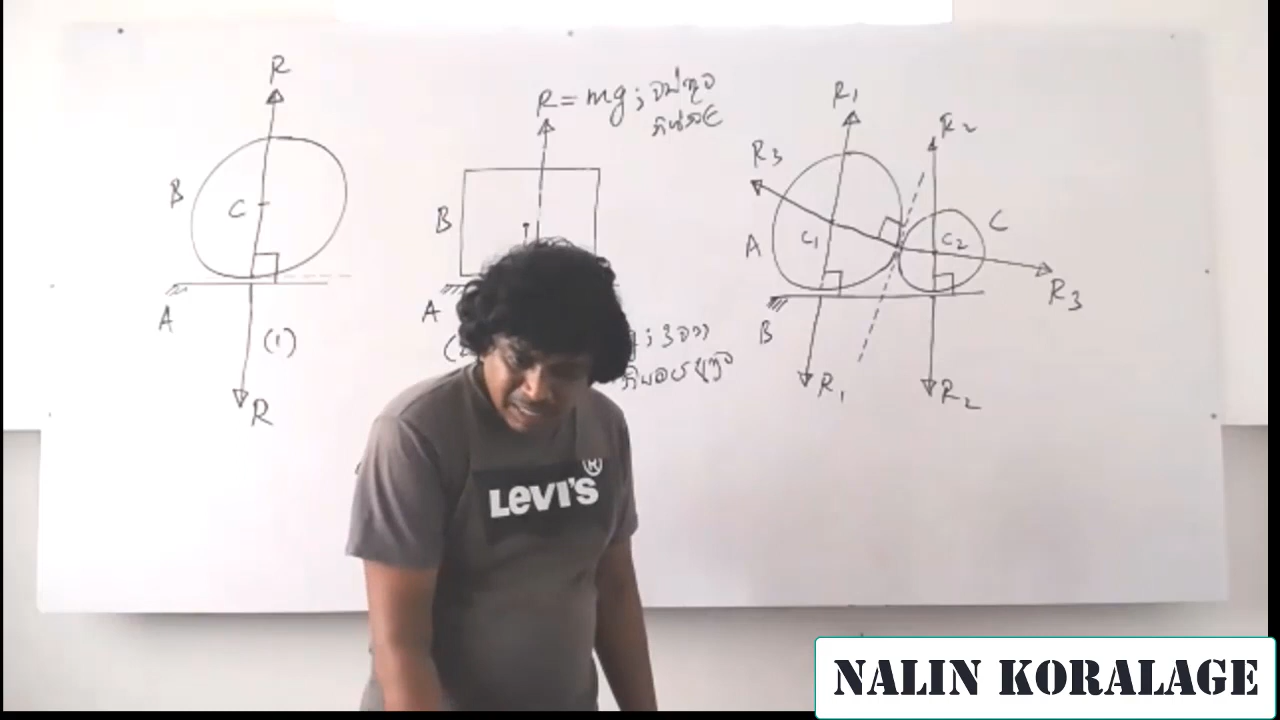 R
B
C
A
(1)
R
R = mg ;
B
A
R₁
R₂
R₃
A
C₁
C₂
C
R₃
B
R₁
R₂
LEVI'S
®
NALIN KORALAGE